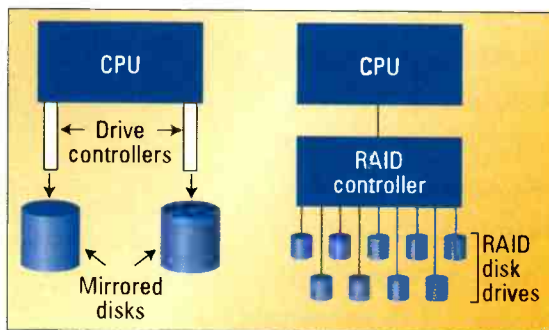 CPU
Drive
controllers
Mirrored
disks
CPU
RAID
controller
RAID
disk
drives